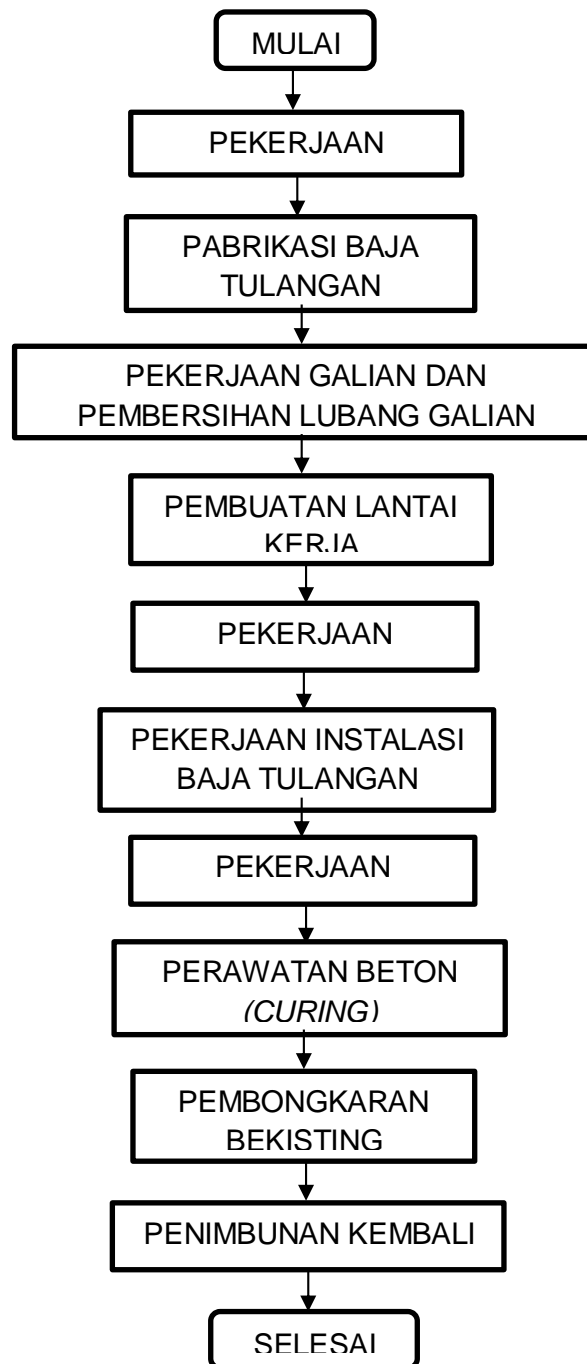 MULAI
PEKERJAAN
PABRIKASI BAJA
TULANGAN
PEKERJAAN GALIAN DAN
PEMBERSIHAN LUBANG GALIAN
PEMBUATAN LANTAI
KERJA
PEKERJAAN
PEKERJAAN INSTALASI
BAJA TULANGAN
PEKERJAAN
PERAWATAN BETON
(CURING)
PEMBONGKARAN
BEKISTING
PENIMBUNAN KEMBALI
SELESAI